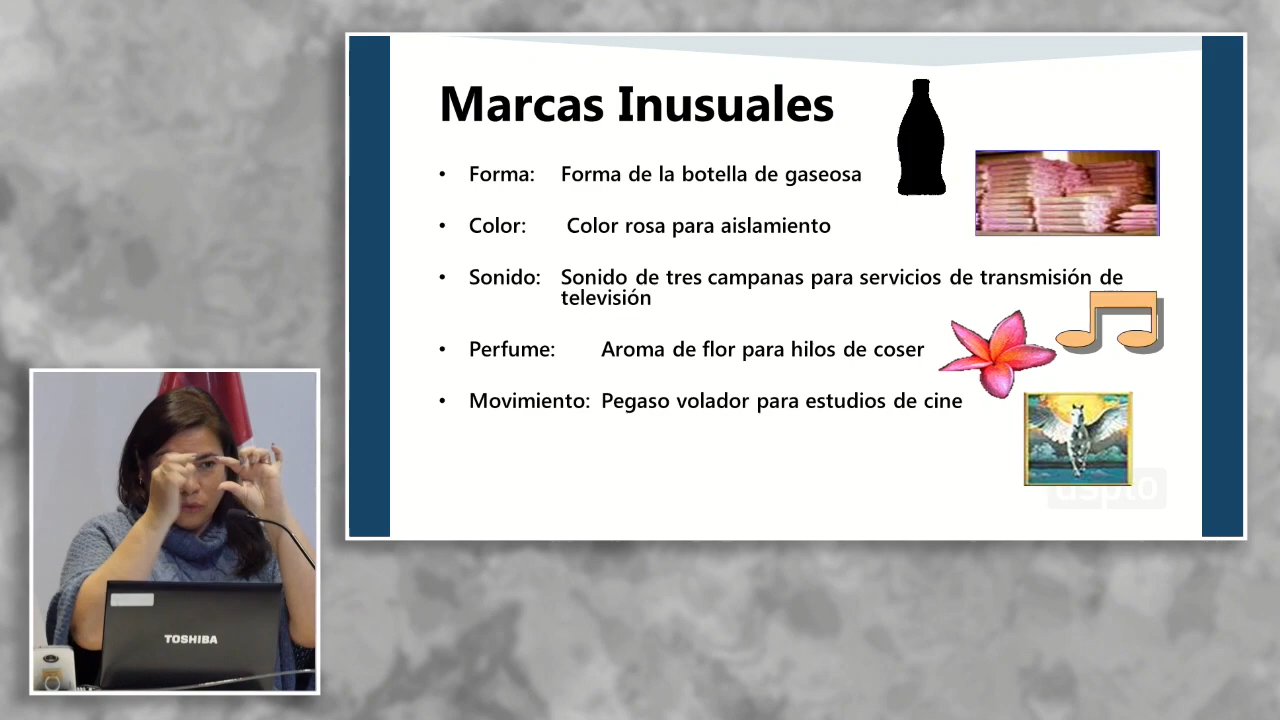 Marcas Inusuales
• Forma: Forma de la botella de gaseosa
• Color: Color rosa para aislamiento
• Sonido: Sonido de tres campanas para servicios de transmisión de
televisión
• Perfume: Aroma de flor para hilos de coser
• Movimiento: Pegaso volador para estudios de cine
uspto
TOSHIBA